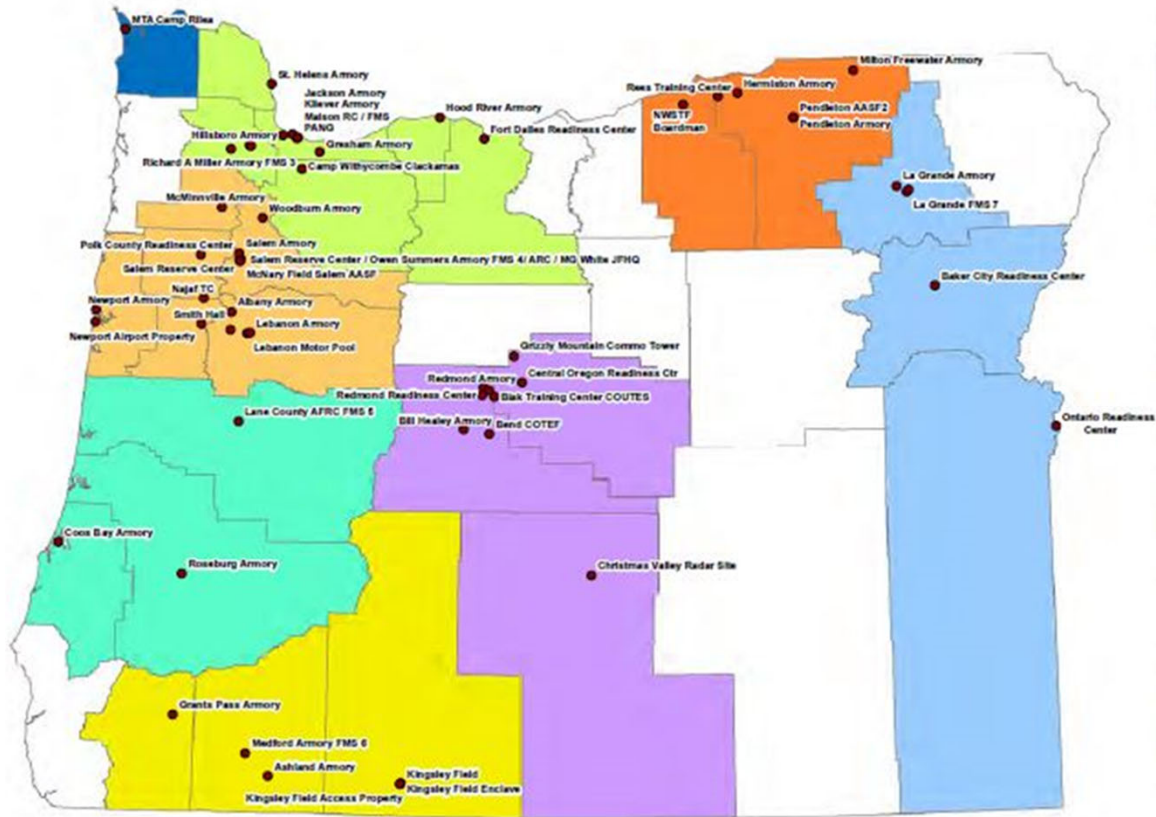 MTA Camp Rilea
St. Helens Armory
Jackson Armory
Kliever Armory
Maison RC / FMS
PANG
Hood River Armory
Fort Dalles Readiness Center
Hillsboro Armory
Gresham Armory
Richard A Miller Armory FMS 3
Camp Withycombe Clackamas
Milton Freewater Armory
Rees Training Center
Hermiston Armory
NWSTF
Boardman
Pendleton AASF2
Pendleton Armory
La Grande Armory
La Grande FMS 7
McMinnsville Armory
Woodburn Armory
Polk County Readiness Center
Salem Armory
Salem Reserve Center / Owen Summers Armory FMS 4/ ARC / MG White JFHQ
Salem Reserve Center
McNary Field Salem AASF
Baker City Readiness Center
Najaf TC
Newport Armory
Albany Armory
Smith Hall
Lebanon Armory
Newport Airport Property
Lebanon Motor Pool
Grizzly Mountain Commo Tower
Redmond Armory
Central Oregon Readiness Ctr
Redmond Readiness Center
Biak Training Center COUTES
Lane County AFRC FMS 5
Bill Healey Armory
Bend COTEF
Ontario Readiness
Center
Coos Bay Armory
Roseburg Armory
Christmas Valley Radar Site
Grants Pass Armory
Medford Armory FMS 6
Ashland Armory
Kingsley Field
Kingsley Field Enclave
Kingsley Field Access Property